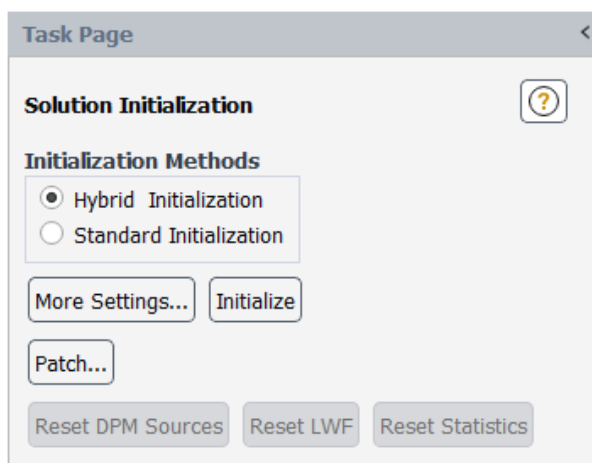 Task Page <
Solution Initialization ?
Initialization Methods
Hybrid Initialization
Standard Initialization
More Settings... Initialize
Patch...
Reset DPM Sources Reset LWF Reset Statistics